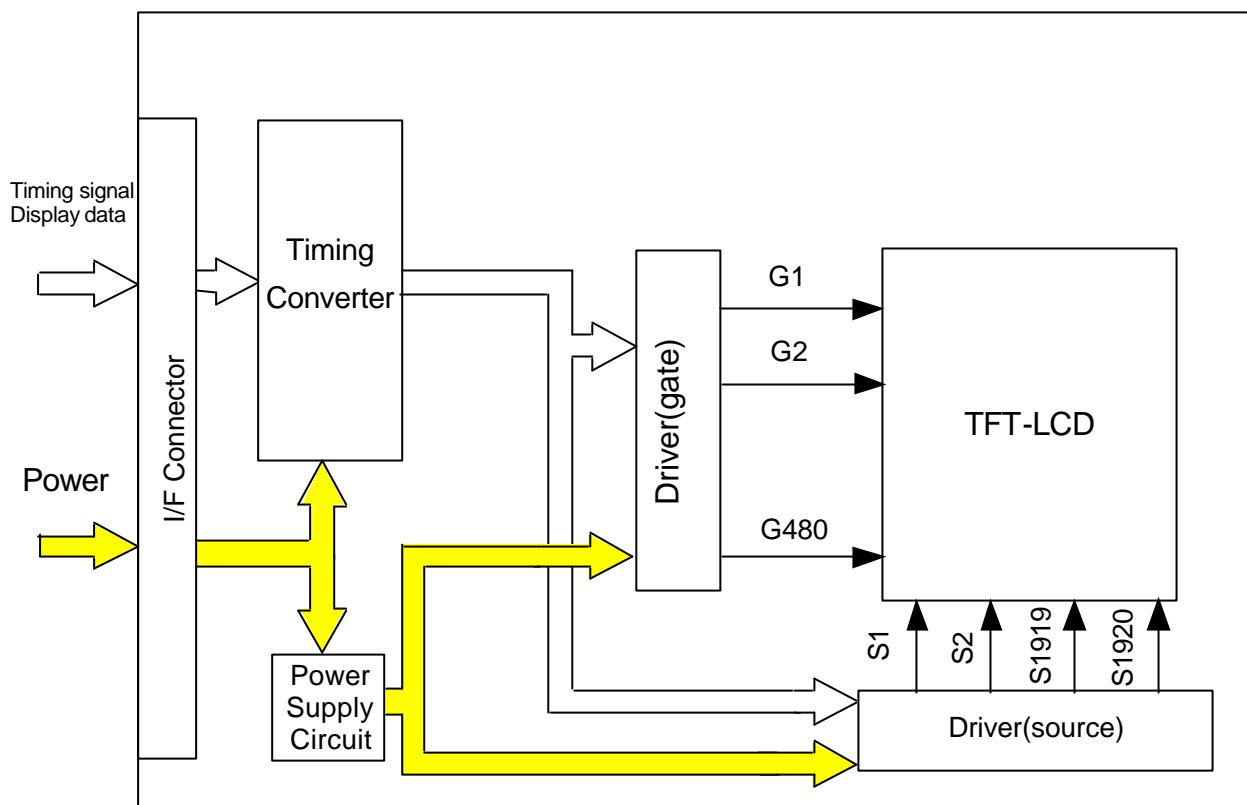 Timing signal
Display data
Power
I/F Connector
Timing
Converter
Power
Supply
Circuit
Driver(gate)
G1
G2
G480
TFT-LCD
S1
S2
S1919
S1920
Driver(source)